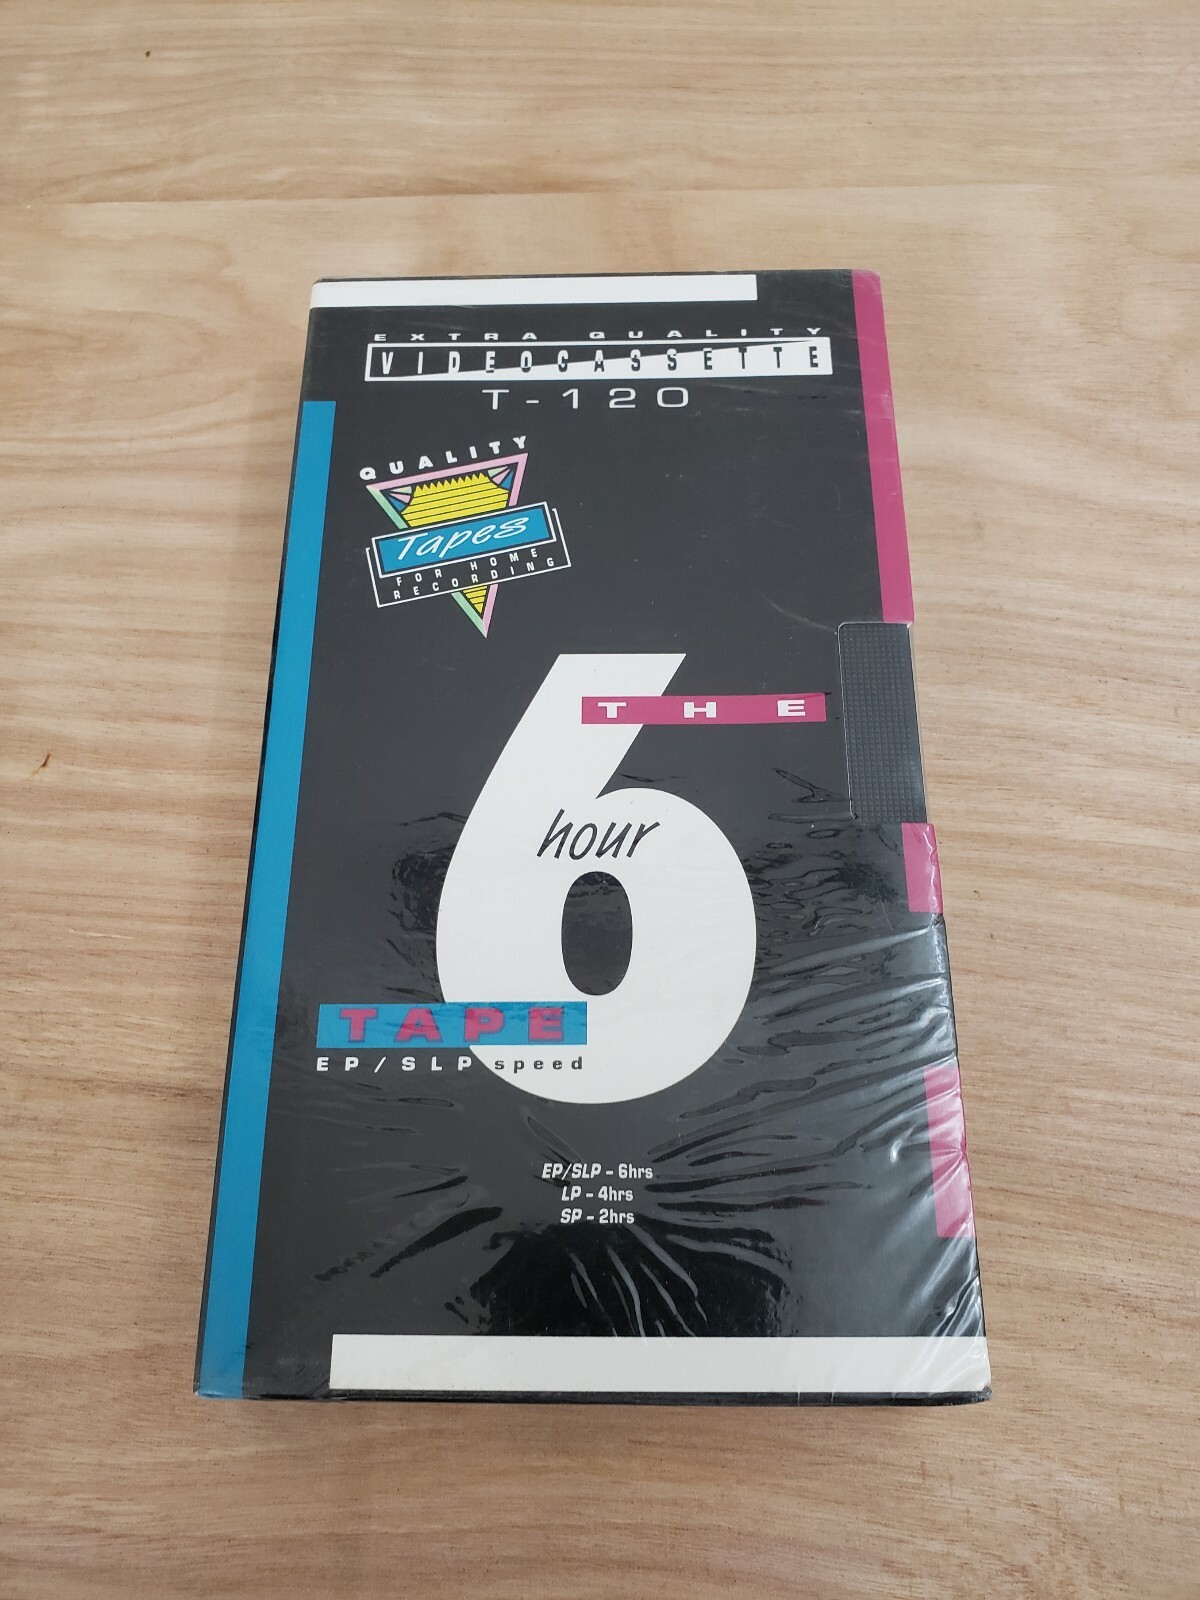 EXTRA QUALITY
VIDEOCASSETTE
T-120
QUALITY
Tapes
FOR HOME
RECORDING
THE
6
hour
TAPE
EP/SLP speed
EP/SLP - 6hrs
LP - 4hrs
SP - 2hrs